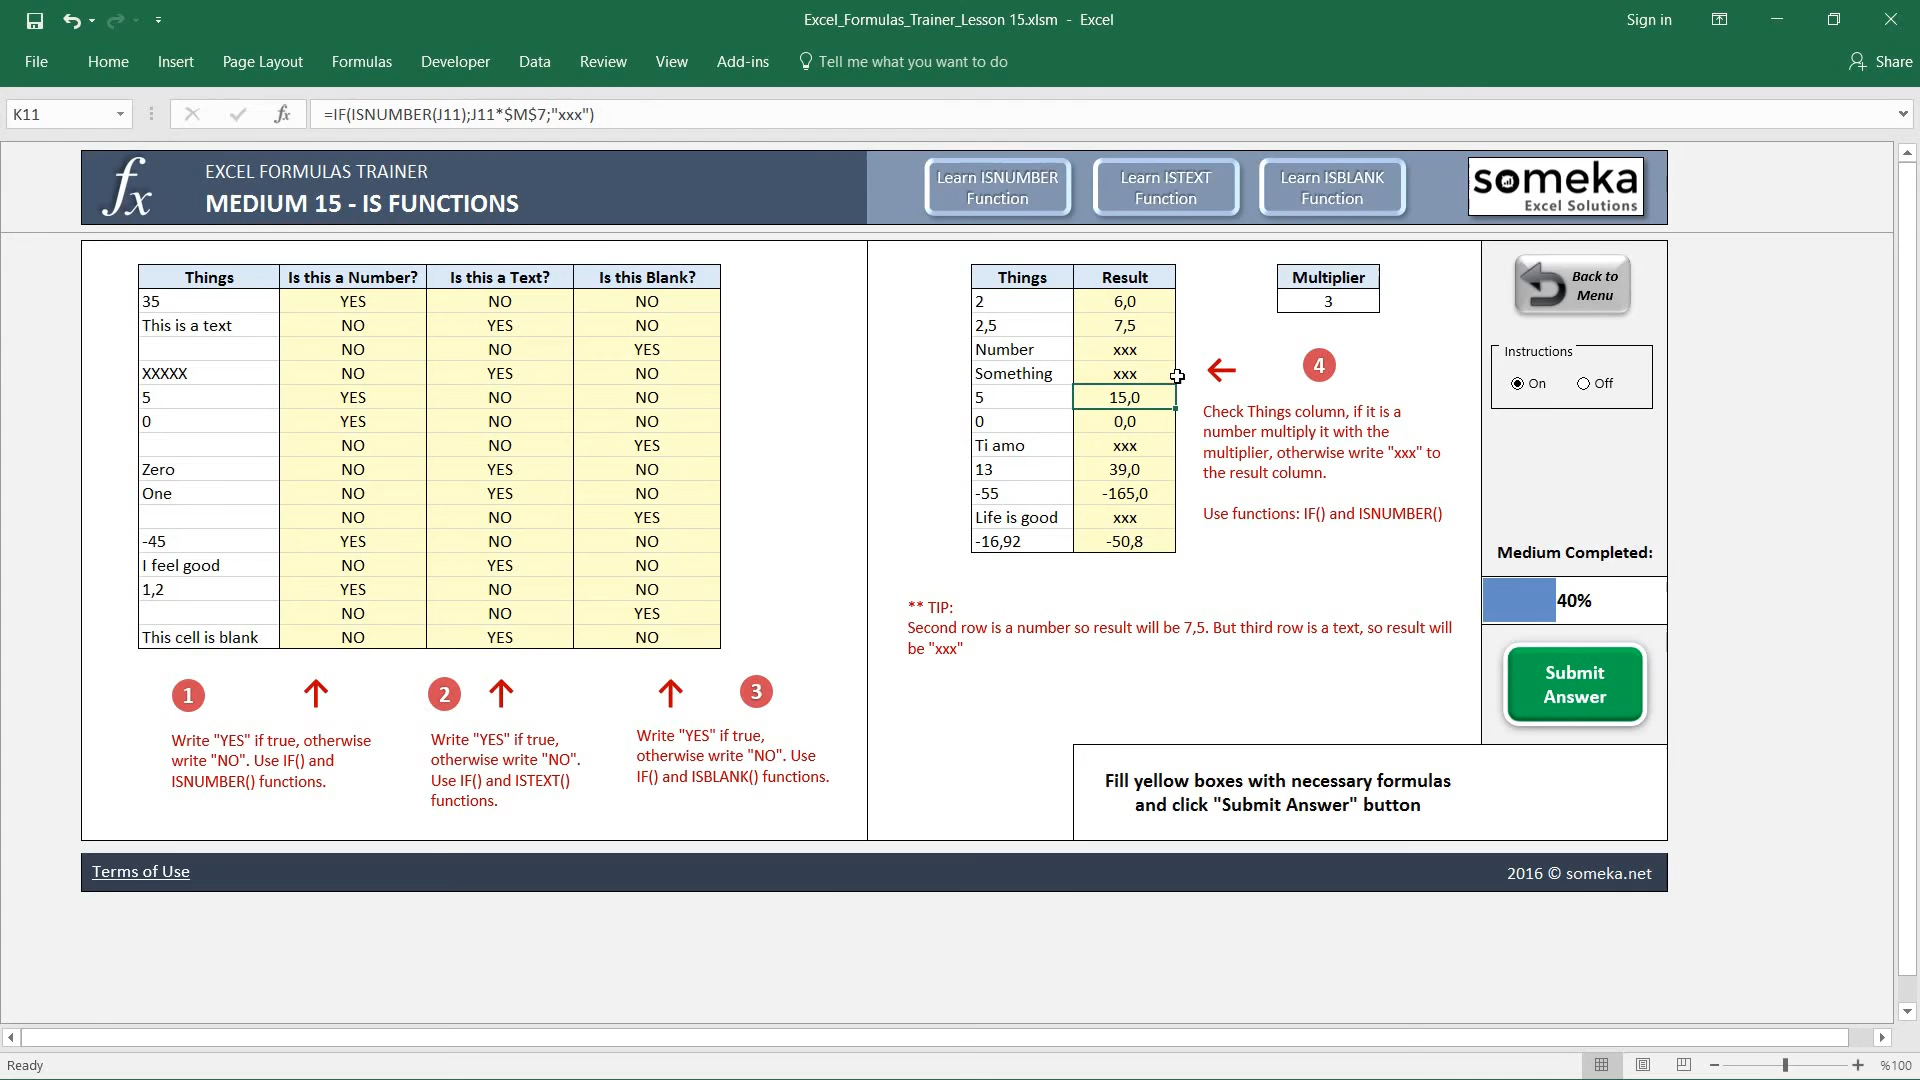 Excel_Formulas_Trainer_Lesson 15.xlsm - Excel
Sign in
File Home Insert Page Layout Formulas Developer Data Review View Add-ins Tell me what you want to do Share
K11 fx =IF(ISNUMBER(J11);J11*$M$7;"xxx")
fx
EXCEL FORMULAS TRAINER
MEDIUM 15 - IS FUNCTIONS
Learn ISNUMBER
Function
Learn ISTEXT
Function
Learn ISBLANK
Function
someka
Excel Solutions
Things Is this a Number? Is this a Text? Is this Blank?
35 YES NO NO
This is a text NO YES NO
NO NO YES
XXXXX NO YES NO
5 YES NO NO
0 YES NO NO
NO NO YES
Zero NO YES NO
One NO YES NO
NO NO YES
-45 YES NO NO
I feel good NO YES NO
1,2 YES NO NO
NO NO YES
This cell is blank NO YES NO
1
Write "YES" if true, otherwise
write "NO". Use IF() and
ISNUMBER() functions.
2
Write "YES" if true,
otherwise write "NO".
Use IF() and ISTEXT()
functions.
3
Write "YES" if true,
otherwise write "NO". Use
IF() and ISBLANK() functions.
Things Result
2 6,0
2,5 7,5
Number xxx
Something xxx
5 15,0
0 0,0
Ti amo xxx
13 39,0
-55 -165,0
Life is good xxx
-16,92 -50,8
Multiplier
3
4
Check Things column, if it is a
number multiply it with the
multiplier, otherwise write "xxx" to
the result column.
Use functions: IF() and ISNUMBER()
** TIP:
Second row is a number so result will be 7,5. But third row is a text, so result will
be "xxx"
Back to
Menu
Instructions
On Off
Medium Completed:
40%
Submit
Answer
Fill yellow boxes with necessary formulas
and click "Submit Answer" button
Terms of Use
2016 © someka.net
Ready
%100